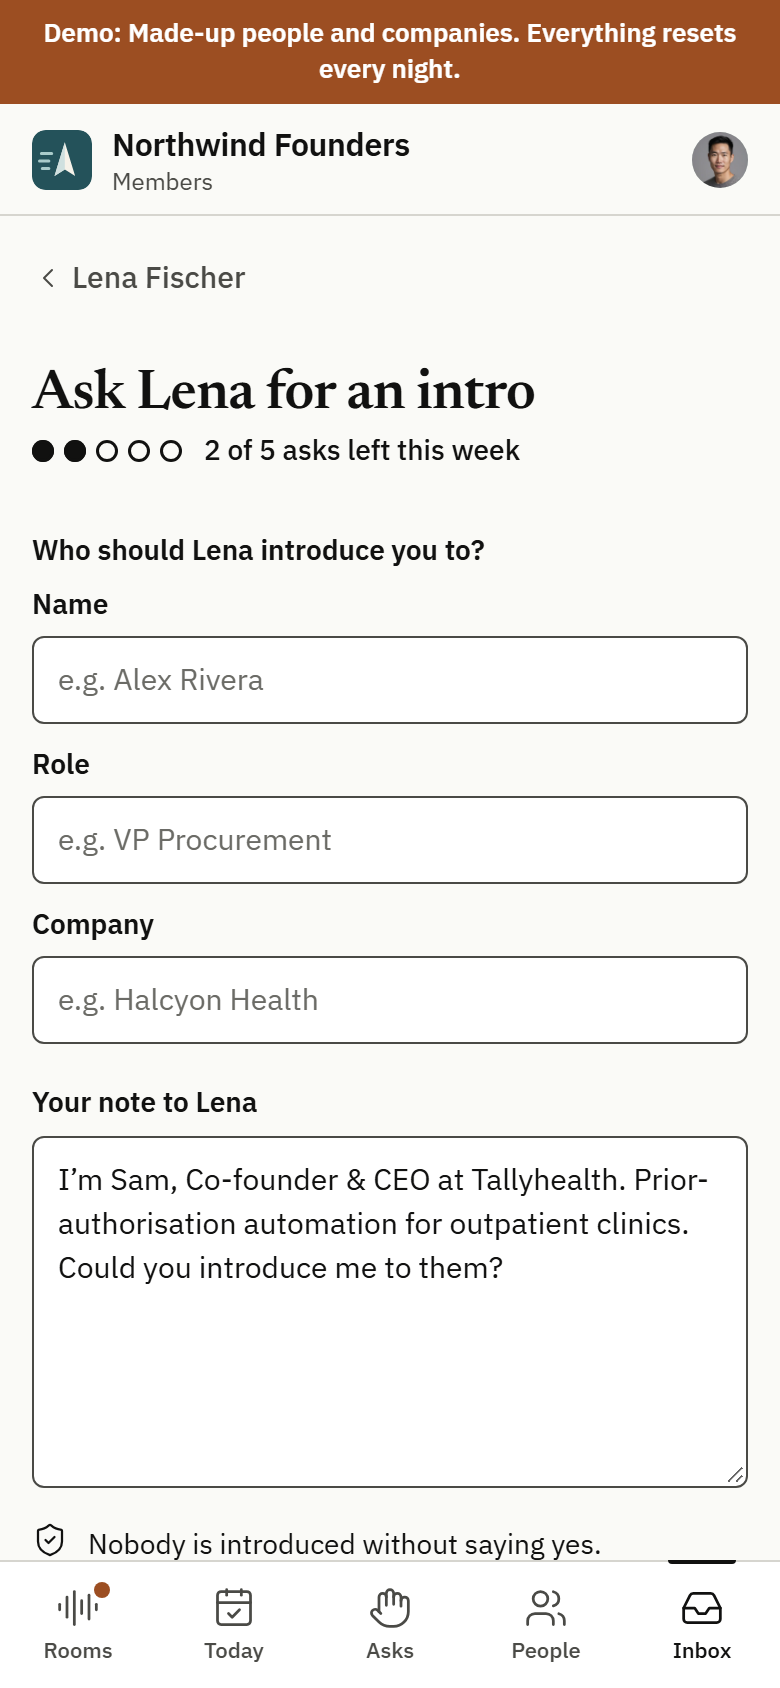 Demo: Made-up people and companies. Everything resets
every night.
Northwind Founders
Members
Lena Fischer
Ask Lena for an intro
2 of 5 asks left this week
Who should Lena introduce you to?
Name
e.g. Alex Rivera
Role
e.g. VP Procurement
Company
e.g. Halcyon Health
Your note to Lena
I’m Sam, Co-founder & CEO at Tallyhealth. Prior-
authorisation automation for outpatient clinics.
Could you introduce me to them?
Nobody is introduced without saying yes.
Rooms
Today
Asks
People
Inbox